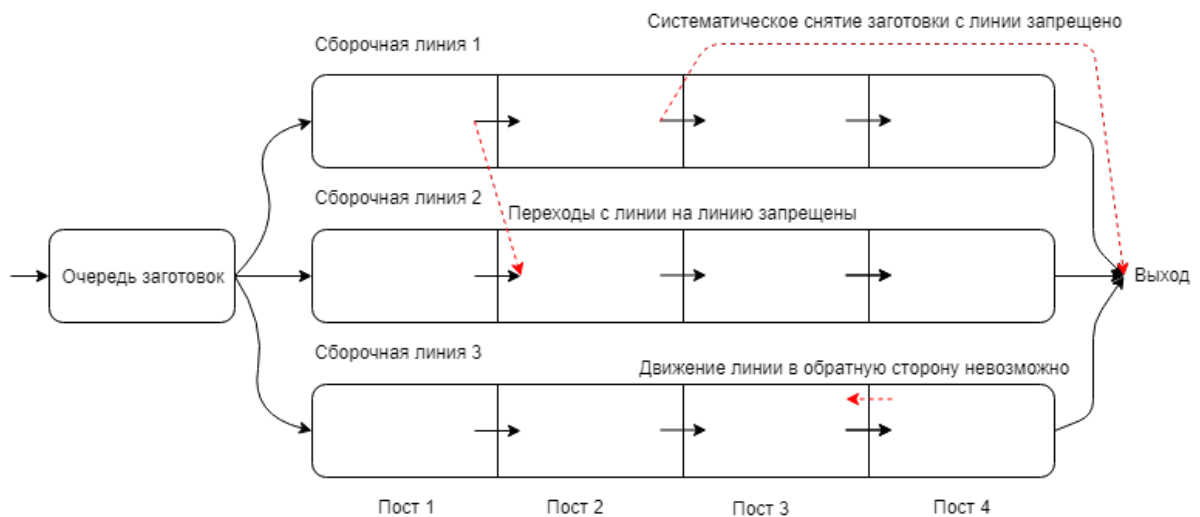 Систематическое снятие заготовки с линии запрещено
Сборочная линия 1
Сборочная линия 2
Переходы с линии на линию запрещены
Очередь заготовок
Выход
Сборочная линия 3
Движение линии в обратную сторону невозможно
Пост 1
Пост 2
Пост 3
Пост 4